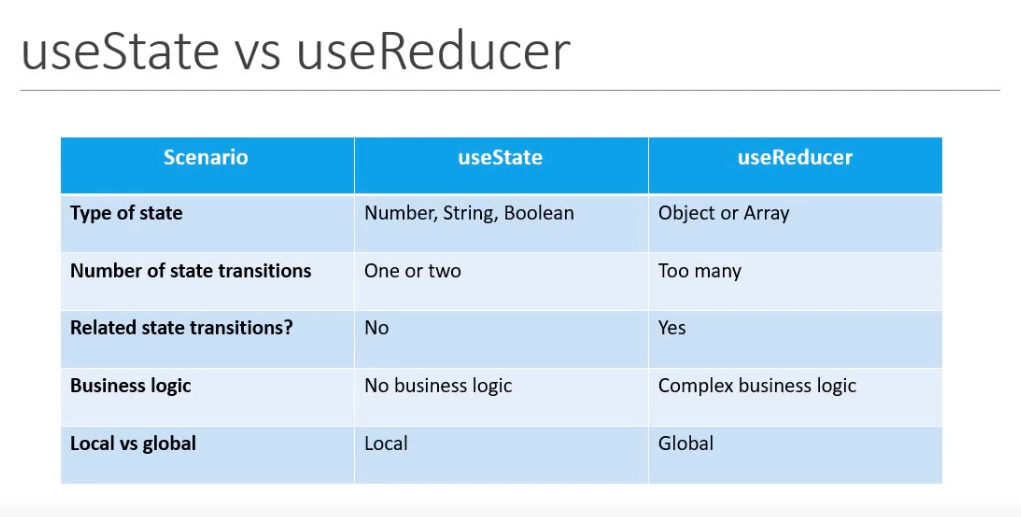 useState vs useReducer
Scenario useState useReducer
Type of state Number, String, Boolean Object or Array
Number of state transitions One or two Too many
Related state transitions? No Yes
Business logic No business logic Complex business logic
Local vs global Local Global